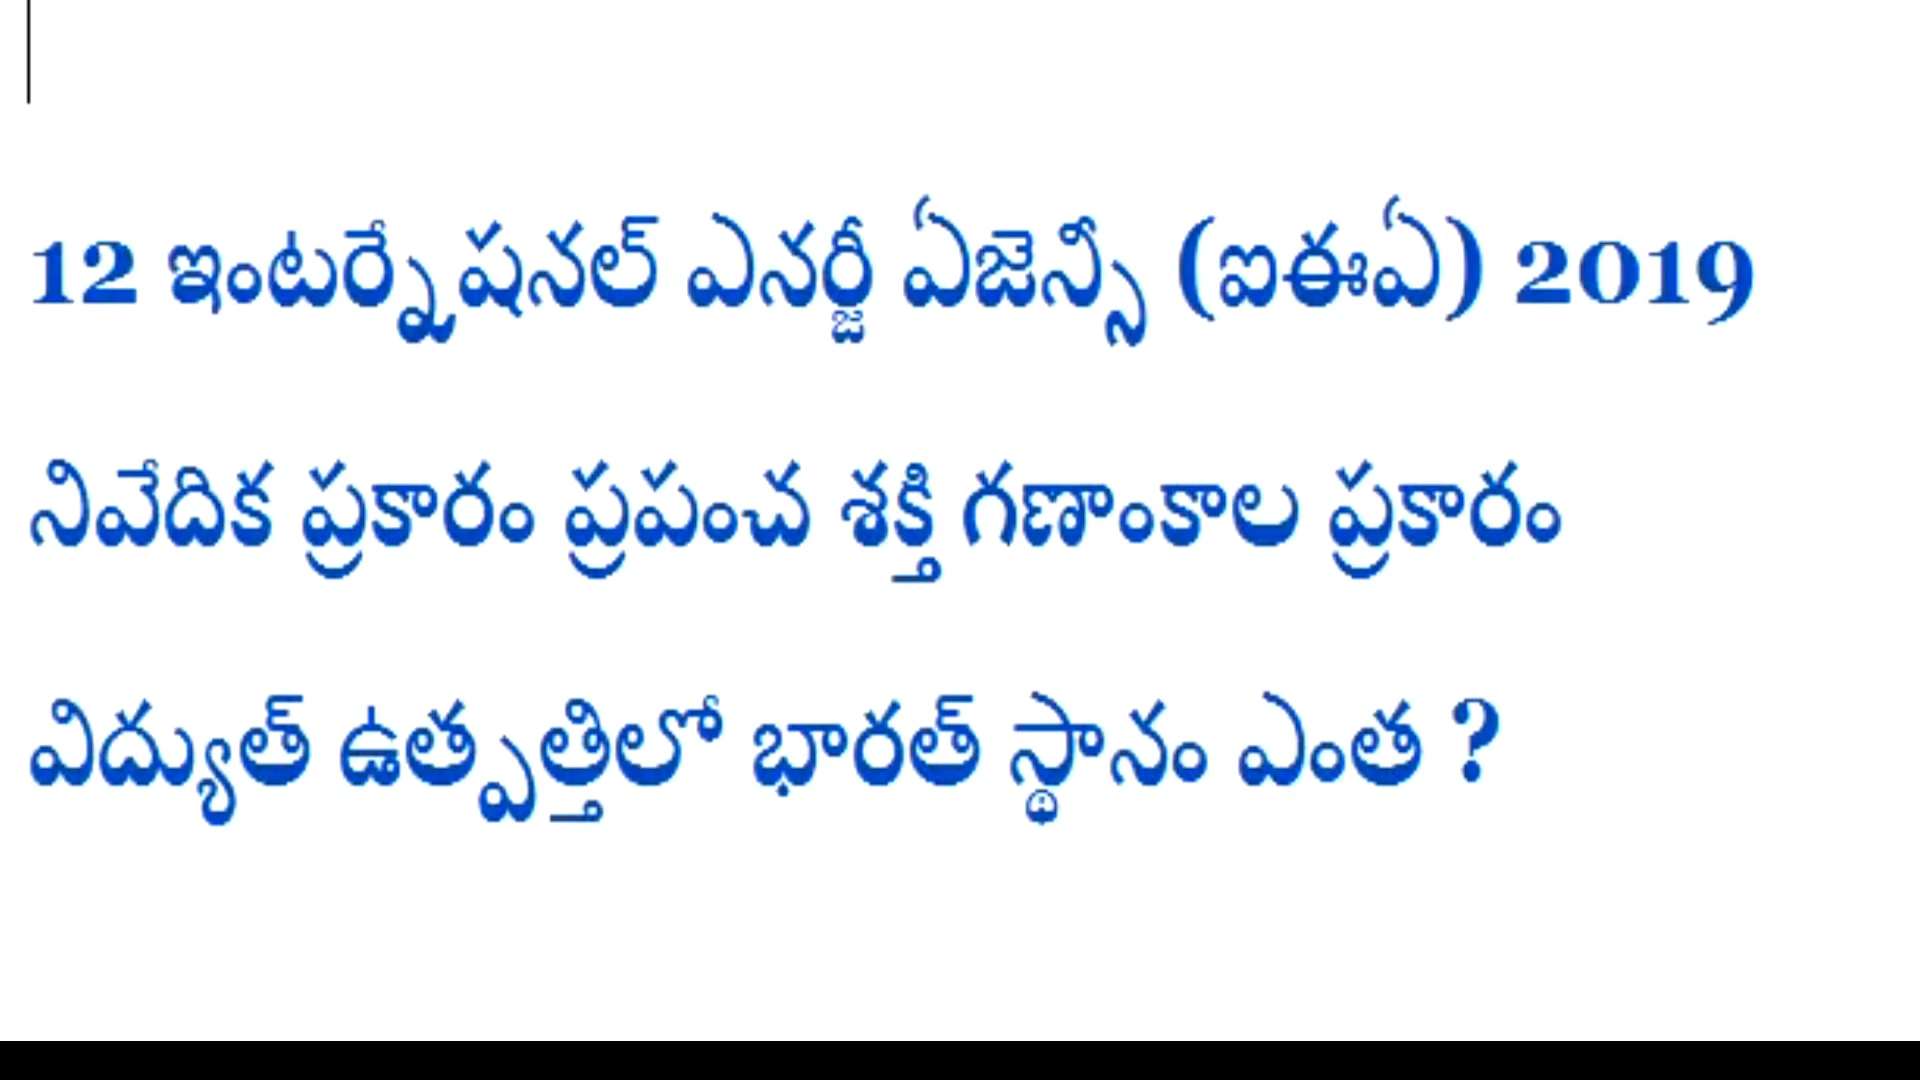 12 ఇంటర్నేషనల్ ఎనర్జీ ఏజెన్సీ (ఐఈఏ) 2019
నివేదిక ప్రకారం ప్రపంచ శక్తి గణాంకాల ప్రకారం
విద్యుత్ ఉత్పత్తిలో భారత్ స్థానం ఎంత ?